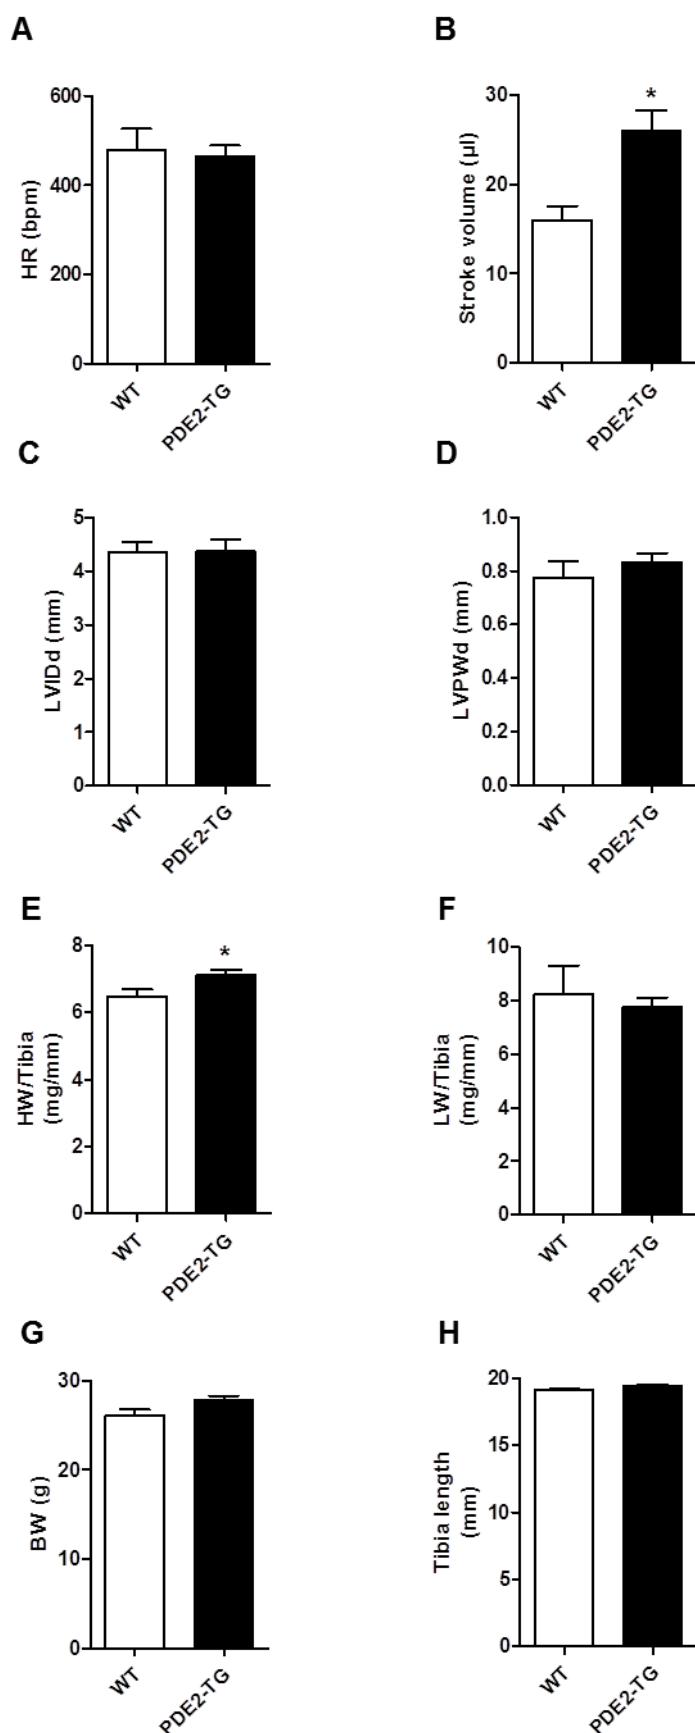 A
600
400
200
0
HR (bpm)
WT
PDE2-TG
B
*
30
20
10
0
Stroke volume (µl)
WT
PDE2-TG
C
5
4
3
2
1
0
LVIDd (mm)
WT
PDE2-TG
D
1.0
0.8
0.6
0.4
0.2
0.0
LVPWd (mm)
WT
PDE2-TG
E
*
8
6
4
2
0
HW/Tibia
(mg/mm)
WT
PDE2-TG
F
10
8
6
4
2
0
LW/Tibia
(mg/mm)
WT
PDE2-TG
G
30
20
10
0
BW (g)
WT
PDE2-TG
H
20
15
10
5
0
Tibia length
(mm)
WT
PDE2-TG